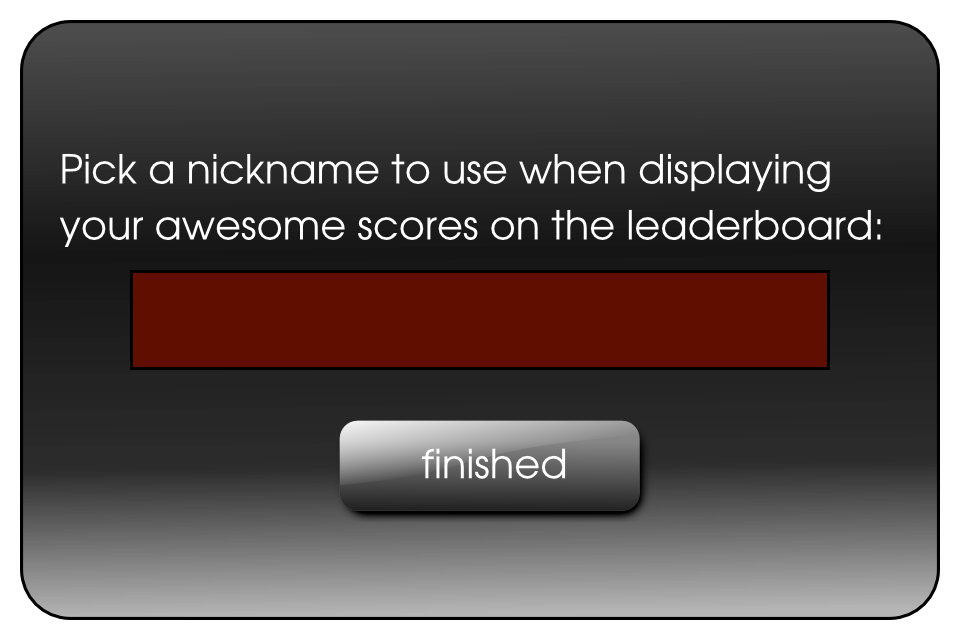 Pick a nickname to use when displaying
your awesome scores on the leaderboard:
finished